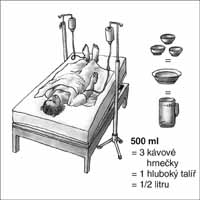 500 ml
= 3 kávové
hrnečky
= 1 hluboký talíř
= 1/2 litru